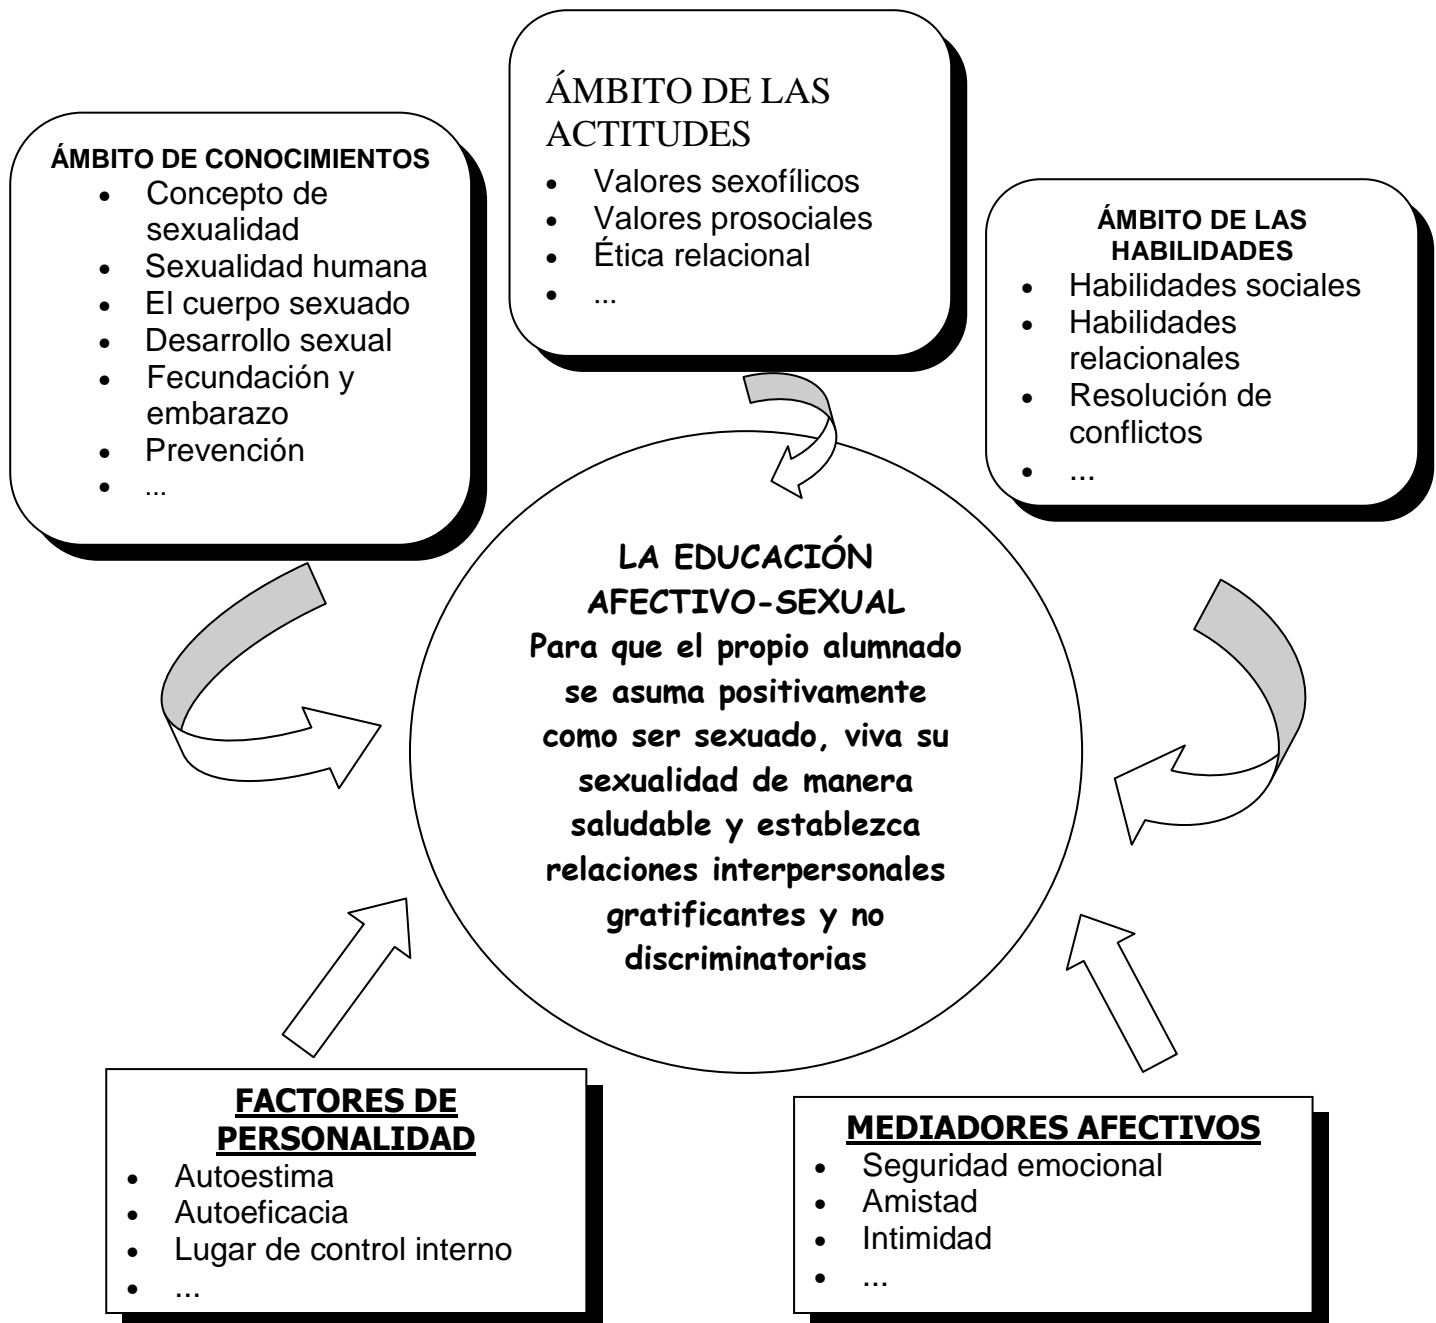 ÁMBITO DE LAS
ACTITUDES
• Valores sexofílicos
• Valores prosociales
• Ética relacional
• ...
ÁMBITO DE CONOCIMIENTOS
• Concepto de
sexualidad
• Sexualidad humana
• El cuerpo sexuado
• Desarrollo sexual
• Fecundación y
embarazo
• Prevención
• ...
ÁMBITO DE LAS
HABILIDADES
• Habilidades sociales
• Habilidades
relacionales
• Resolución de
conflictos
• ...
LA EDUCACIÓN
AFECTIVO-SEXUAL
Para que el propio alumnado
se asuma positivamente
como ser sexuado, viva su
sexualidad de manera
saludable y establezca
relaciones interpersonales
gratificantes y no
discriminatorias
FACTORES DE
PERSONALIDAD
• Autoestima
• Autoeficacia
• Lugar de control interno
• ...
MEDIADORES AFECTIVOS
• Seguridad emocional
• Amistad
• Intimidad
• ...